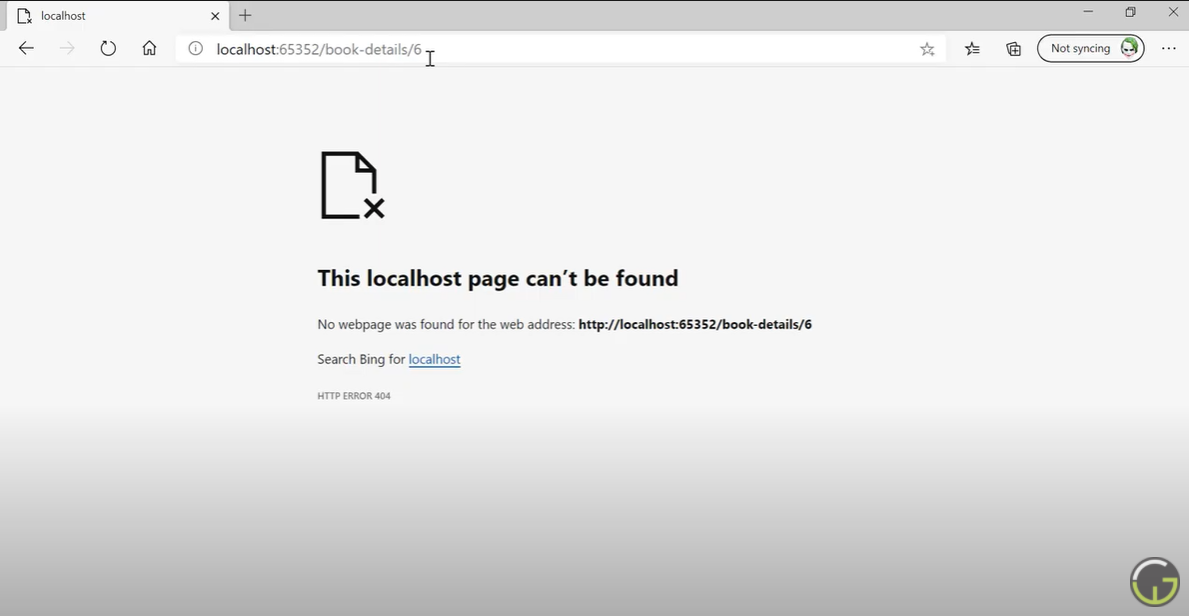 localhost
localhost:65352/book-details/6
Not syncing
This localhost page can't be found
No webpage was found for the web address: http://localhost:65352/book-details/6
Search Bing for localhost
HTTP ERROR 404